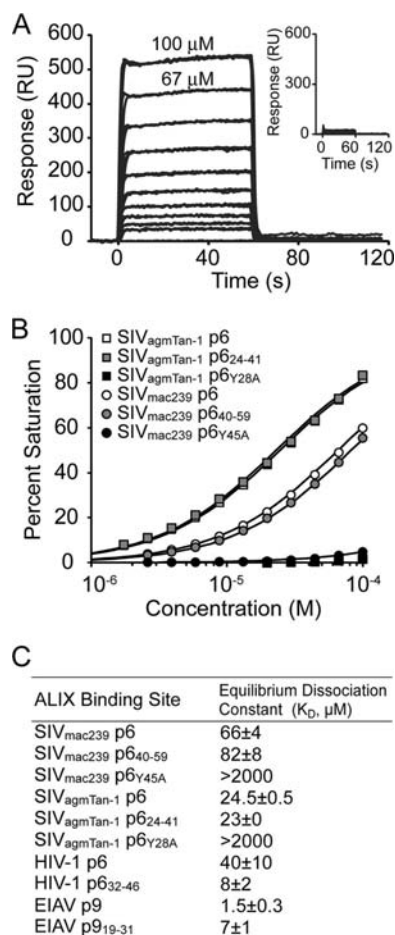 A
600
500
400
300
200
100
0
Response (RU)
100 μM
67 μM
0 40 80 120
Time (s)
600
300
0
Response (RU)
0 60 120
Time (s)
B
100
80
60
40
20
0
Percent Saturation
SIVagmTan-1 p6
SIVagmTan-1 p624-41
SIVagmTan-1 p6Y28A
SIVmac239 p6
SIVmac239 p640-59
SIVmac239 p6Y45A
10-6 10-5 10-4
Concentration (M)
C
ALIX Binding Site Equilibrium Dissociation Constant (KD, μM)
SIVmac239 p6 66±4
SIVmac239 p640-59 82±8
SIVmac239 p6Y45A >2000
SIVagmTan-1 p6 24.5±0.5
SIVagmTan-1 p624-41 23±0
SIVagmTan-1 p6Y28A >2000
HIV-1 p6 40±10
HIV-1 p632-46 8±2
EIAV p9 1.5±0.3
EIAV p919-31 7±1